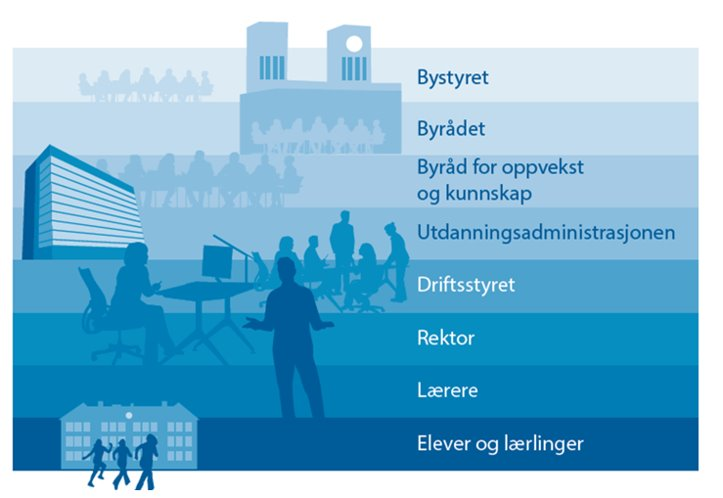 Bystyret
Byrådet
Byråd for oppvekst
og kunnskap
Utdanningsadministrasjonen
Driftsstyret
Rektor
Lærere
Elever og lærlinger